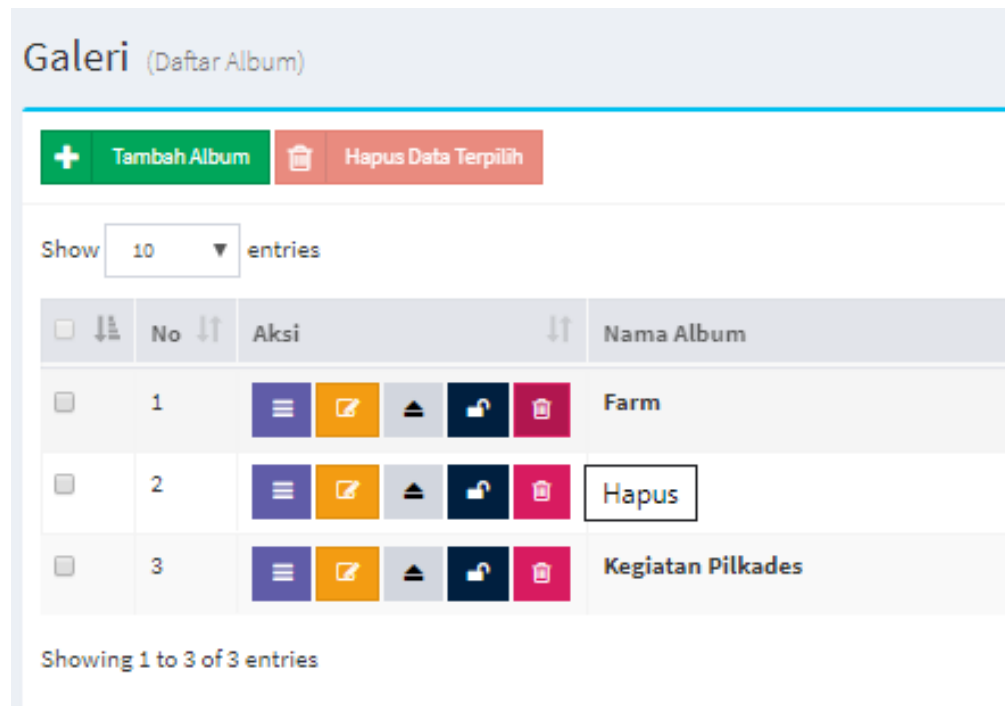 Galeri (Daftar Album)
Tambah Album Hapus Data Terpilih
Show 10 entries
No Aksi Nama Album
1 Farm
2 Hapus
3 Kegiatan Pilkades
Showing 1 to 3 of 3 entries